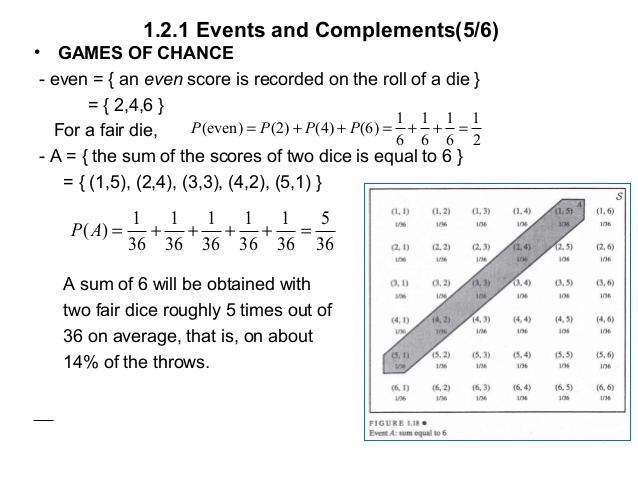 1.2.1 Events and Complements(5/6)
• GAMES OF CHANCE
- even = { an even score is recorded on the roll of a die }
= { 2,4,6 }
For a fair die, P(even) = P(2) + P(4) + P(6) = 1/6 + 1/6 + 1/6 = 1/2
- A = { the sum of the scores of two dice is equal to 6 }
= { (1,5), (2,4), (3,3), (4,2), (5,1) }
P(A) = 1/36 + 1/36 + 1/36 + 1/36 + 1/36 = 5/36
A sum of 6 will be obtained with
two fair dice roughly 5 times out of
36 on average, that is, on about
14% of the throws.
S
A
(1, 1) (1, 2) (1, 3) (1, 4) (1, 5) (1, 6)
1/36 1/36 1/36 1/36 1/36 1/36
(2, 1) (2, 2) (2, 3) (2, 4) (2, 5) (2, 6)
1/36 1/36 1/36 1/36 1/36 1/36
(3, 1) (3, 2) (3, 3) (3, 4) (3, 5) (3, 6)
1/36 1/36 1/36 1/36 1/36 1/36
(4, 1) (4, 2) (4, 3) (4, 4) (4, 5) (4, 6)
1/36 1/36 1/36 1/36 1/36 1/36
(5, 1) (5, 2) (5, 3) (5, 4) (5, 5) (5, 6)
1/36 1/36 1/36 1/36 1/36 1/36
(6, 1) (6, 2) (6, 3) (6, 4) (6, 5) (6, 6)
1/36 1/36 1/36 1/36 1/36 1/36
FIGURE 1.18 •
Event A: sum equal to 6